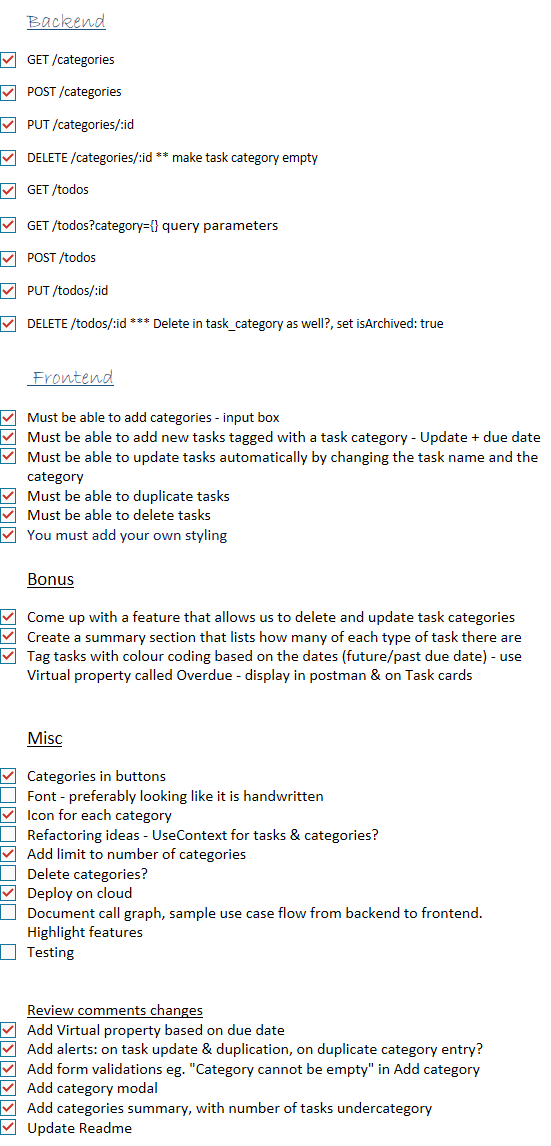 Backend
GET /categories
POST /categories
PUT /categories/:id
DELETE /categories/:id ** make task category empty
GET /todos
GET /todos?category={} query parameters
POST /todos
PUT /todos/:id
DELETE /todos/:id *** Delete in task_category as well?, set isArchived: true
Frontend
Must be able to add categories - input box
Must be able to add new tasks tagged with a task category - Update + due date
Must be able to update tasks automatically by changing the task name and the
category
Must be able to duplicate tasks
Must be able to delete tasks
You must add your own styling
Bonus
Come up with a feature that allows us to delete and update task categories
Create a summary section that lists how many of each type of task there are
Tag tasks with colour coding based on the dates (future/past due date) - use
Virtual property called Overdue - display in postman & on Task cards
Misc
Categories in buttons
Font - preferably looking like it is handwritten
Icon for each category
Refactoring ideas - UseContext for tasks & categories?
Add limit to number of categories
Delete categories?
Deploy on cloud
Document call graph, sample use case flow from backend to frontend.
Highlight features
Testing
Review comments changes
Add Virtual property based on due date
Add alerts: on task update & duplication, on duplicate category entry?
Add form validations eg. "Category cannot be empty" in Add category
Add category modal
Add categories summary, with number of tasks undercategory
Update Readme